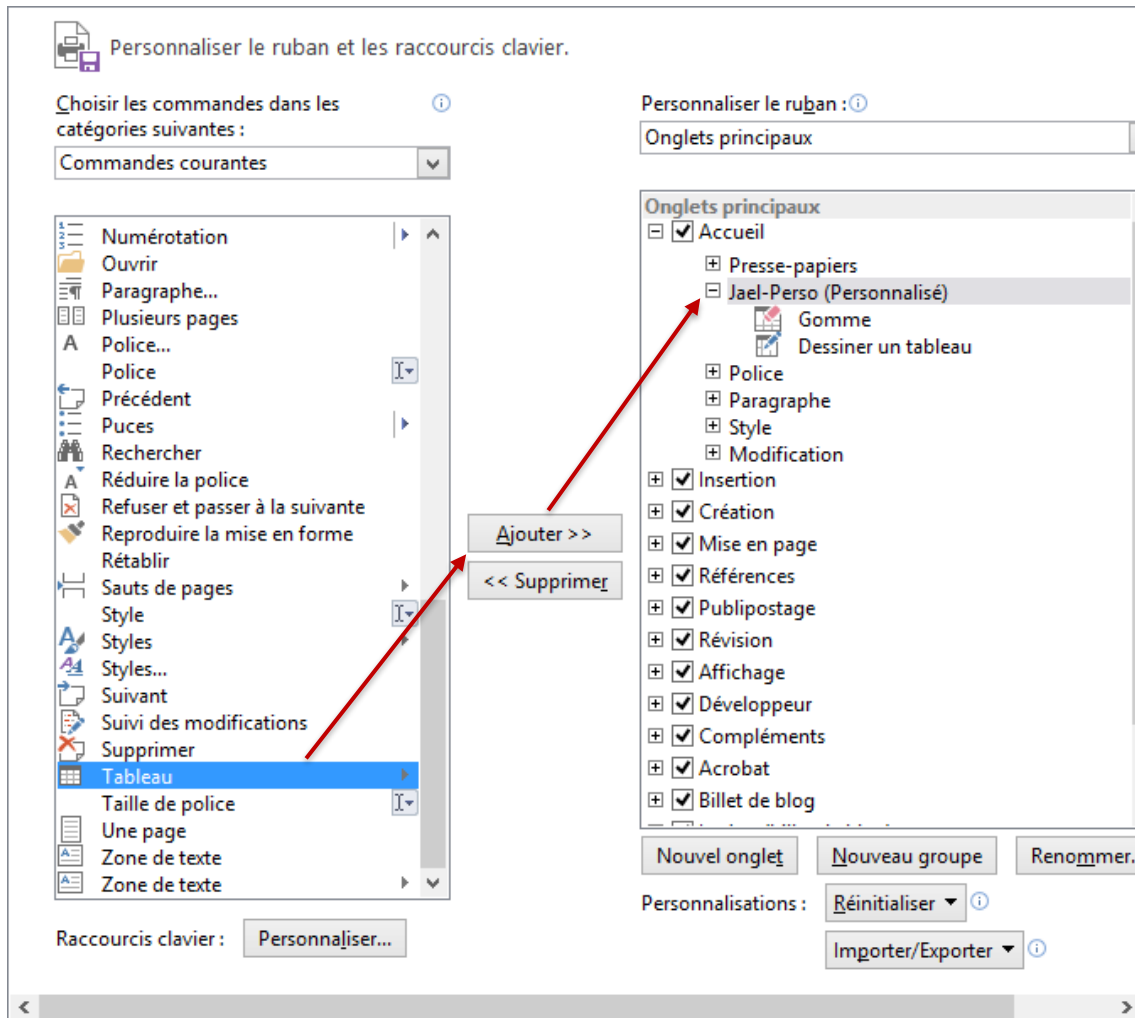 Personnaliser le ruban et les raccourcis clavier.
Choisir les commandes dans les
catégories suivantes :
Commandes courantes
Numérotation
Ouvrir
Paragraphe...
Plusieurs pages
Police...
Police
Précédent
Puces
Rechercher
Réduire la police
Refuser et passer à la suivante
Reproduire la mise en forme
Rétablir
Sauts de pages
Style
Styles
Styles...
Suivant
Suivi des modifications
Supprimer
Tableau
Taille de police
Une page
Zone de texte
Zone de texte
Raccourcis clavier :
Personnaliser...
Ajouter >>
<< Supprimer
Personnaliser le ruban :
Onglets principaux
Onglets principaux
Accueil
Presse-papiers
Jael-Perso (Personnalisé)
Gomme
Dessiner un tableau
Police
Paragraphe
Style
Modification
Insertion
Création
Mise en page
Références
Publipostage
Révision
Affichage
Développeur
Compléments
Acrobat
Billet de blog
Nouvel onglet
Nouveau groupe
Renommer.
Personnalisations :
Réinitialiser
Importer/Exporter